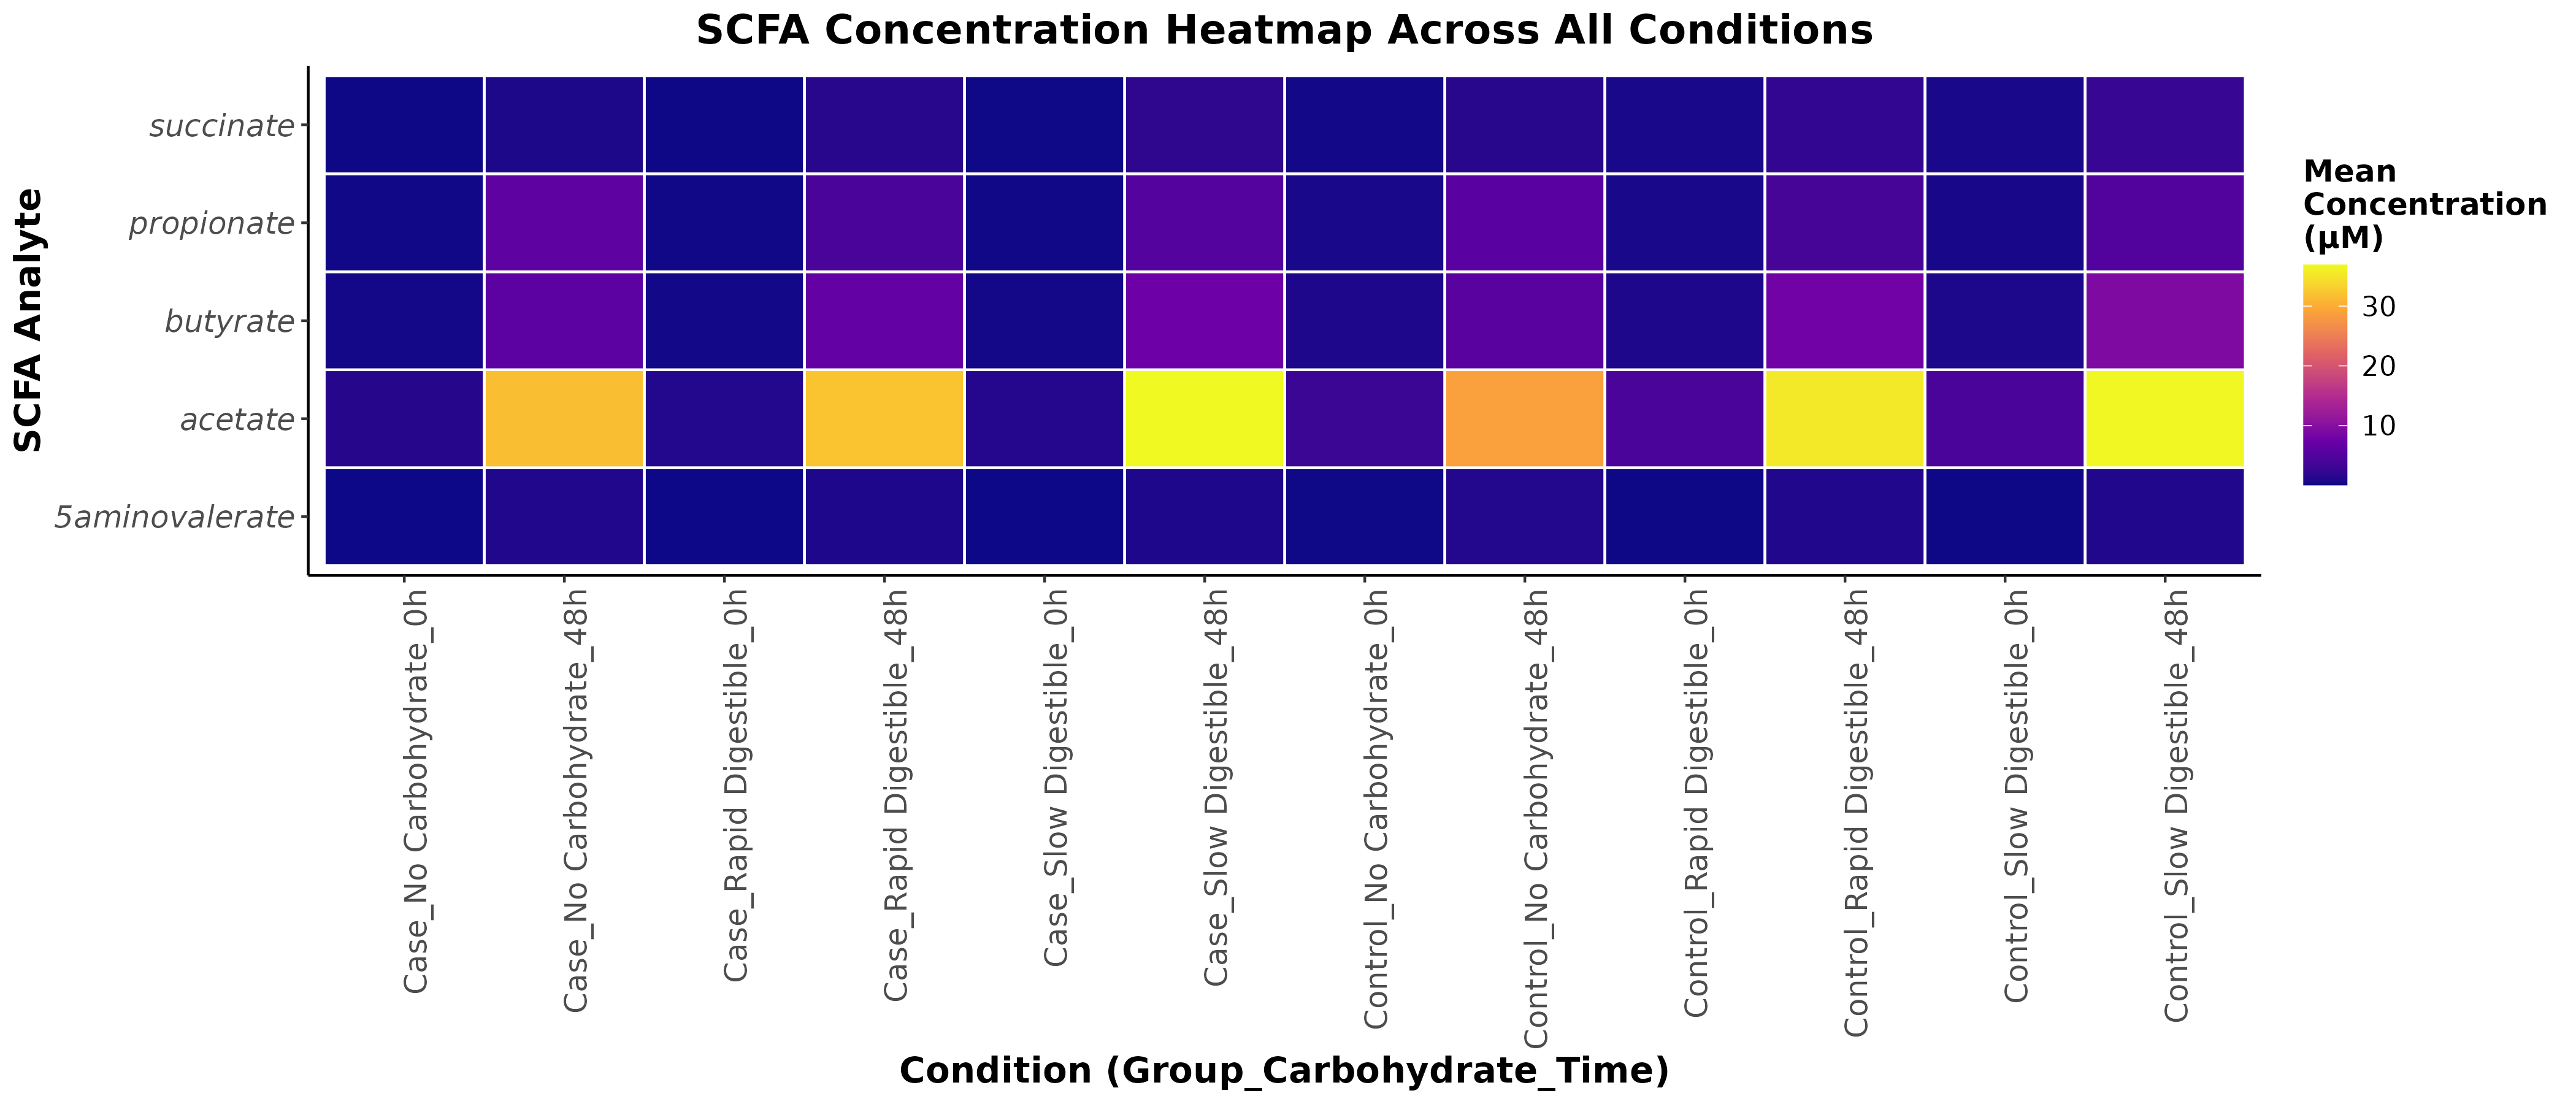 SCFA Concentration Heatmap Across All Conditions
SCFA Analyte
succinate
propionate
butyrate
acetate
5aminovalerate
Case_No Carbohydrate_0h
Case_No Carbohydrate_48h
Case_Rapid Digestible_0h
Case_Rapid Digestible_48h
Case_Slow Digestible_0h
Case_Slow Digestible_48h
Control_No Carbohydrate_0h
Control_No Carbohydrate_48h
Control_Rapid Digestible_0h
Control_Rapid Digestible_48h
Control_Slow Digestible_0h
Control_Slow Digestible_48h
Condition (Group_Carbohydrate_Time)
Mean
Concentration
(μM)
30
20
10